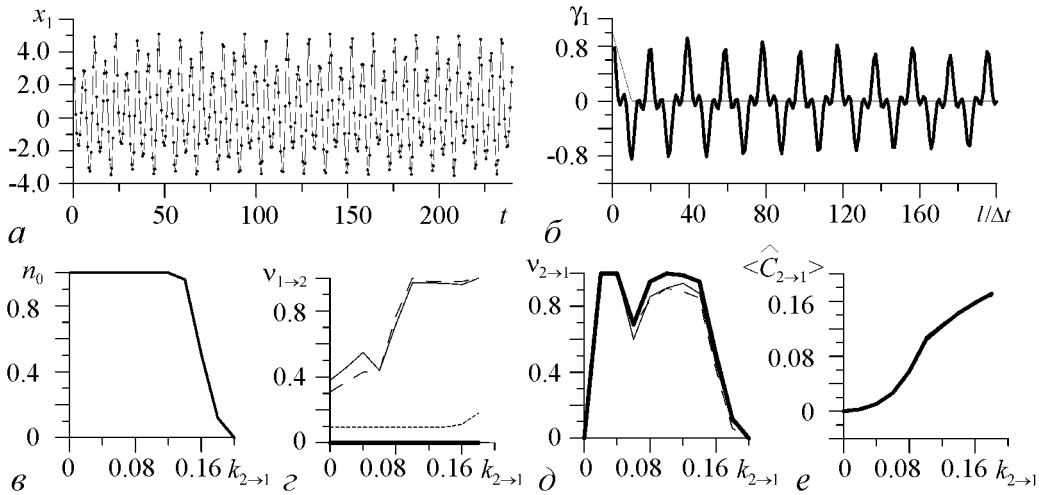 x₁
4.0
2.0
0
-2.0
-4.0
0 50 100 150 200 t
а
γ₁
0.8
0
-0.8
0 40 80 120 160 l/Δt
б
n₀
0.8
0.4
0
0 0.08 0.16 k₂→₁
в
ν₁→₂
0.8
0.4
0
0 0.08 0.16 k₂→₁
г
ν₂→₁
0.8
0.4
0
0 0.08 0.16 k₂→₁
д
<Ĉ₂→₁>
0.16
0.08
0
0 0.08 0.16 k₂→₁
е